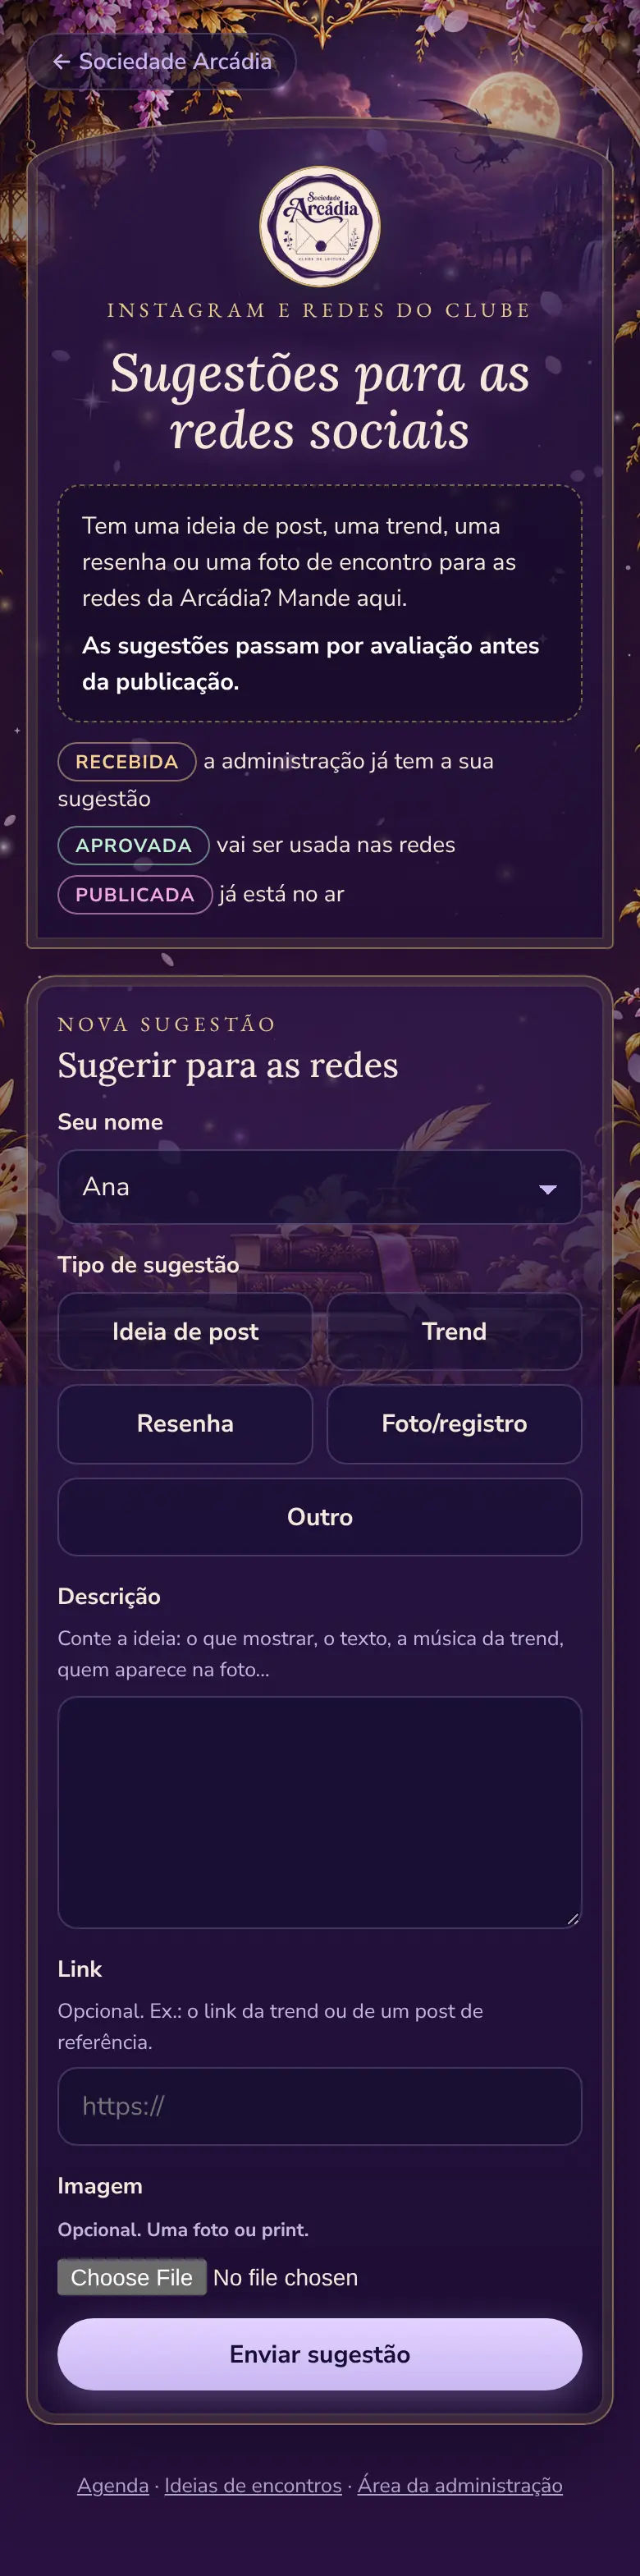 ← Sociedade Arcádia
Sociedade
Arcádia
CLUBE DE LEITURA
INSTAGRAM E REDES DO CLUBE
Sugestões para as
redes sociais
Tem uma ideia de post, uma trend, uma
resenha ou uma foto de encontro para as
redes da Arcádia? Mande aqui.
As sugestões passam por avaliação antes
da publicação.
RECEBIDA a administração já tem a sua
sugestão
APROVADA vai ser usada nas redes
PUBLICADA já está no ar
NOVA SUGESTÃO
Sugerir para as redes
Seu nome
Ana
Tipo de sugestão
Ideia de post
Trend
Resenha
Foto/registro
Outro
Descrição
Conte a ideia: o que mostrar, o texto, a música da trend,
quem aparece na foto...
Link
Opcional. Ex.: o link da trend ou de um post de
referência.
https://
Imagem
Opcional. Uma foto ou print.
Choose File No file chosen
Enviar sugestão
Agenda · Ideias de encontros · Área da administração